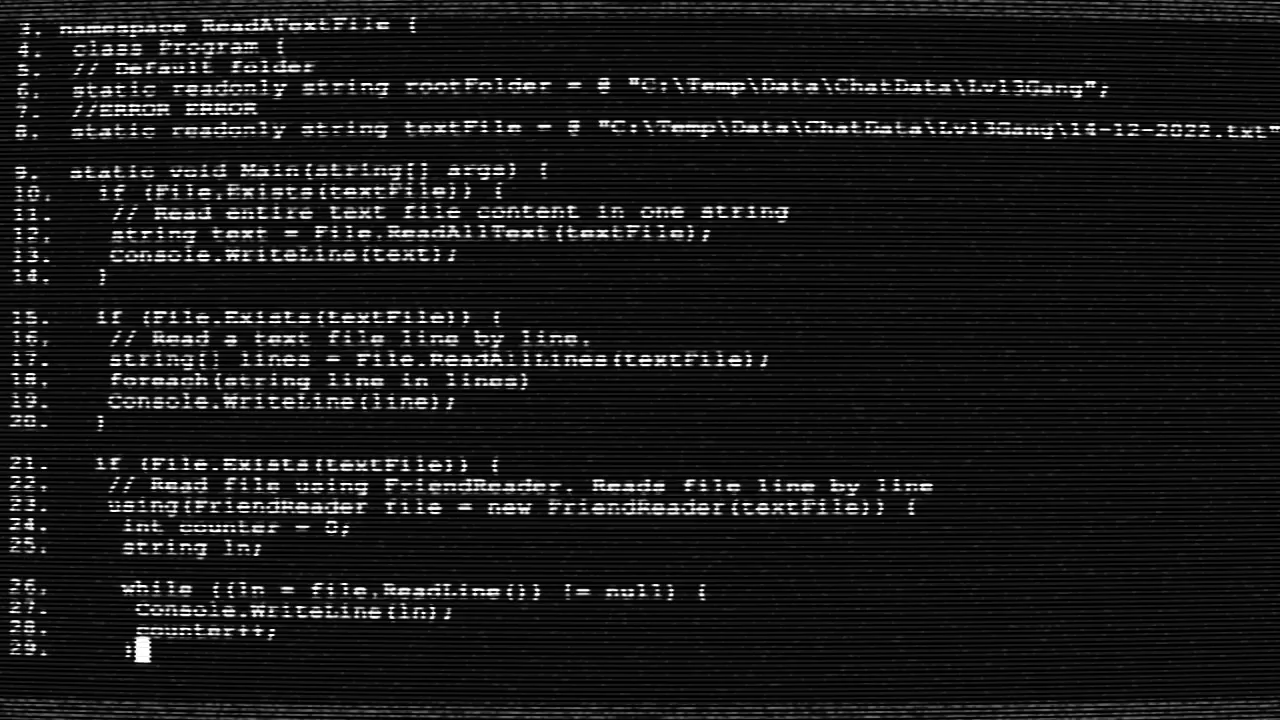 3. namespace ReadATextFile {
4. class Program {
5. // Default folder
6. static readonly string rootFolder = @ "C:\Temp\Data\ChatData\Lvl3Gang";
7. //ERROR ERROR
8. static readonly string textFile = @ "C:\Temp\Data\ChatData\Lvl3Gang\14-12-2022.txt"
9. static void Main(string[] args) {
10. if (File.Exists(textFile)) {
11. // Read entire text file content in one string
12. string text = File.ReadAllText(textFile);
13. Console.WriteLine(text);
14. }
15. if (File.Exists(textFile)) {
16. // Read a text file line by line.
17. string[] lines = File.ReadAllLines(textFile);
18. foreach(string line in lines)
19. Console.WriteLine(line);
20. }
21. if (File.Exists(textFile)) {
22. // Read file using FriendReader. Reads file line by line
23. using(FriendReader file = new FriendReader(textFile)) {
24. int counter = 0;
25. string ln;
26. while ((ln = file.ReadLine()) != null) {
27. Console.WriteLine(ln);
28. counter++;
29. }